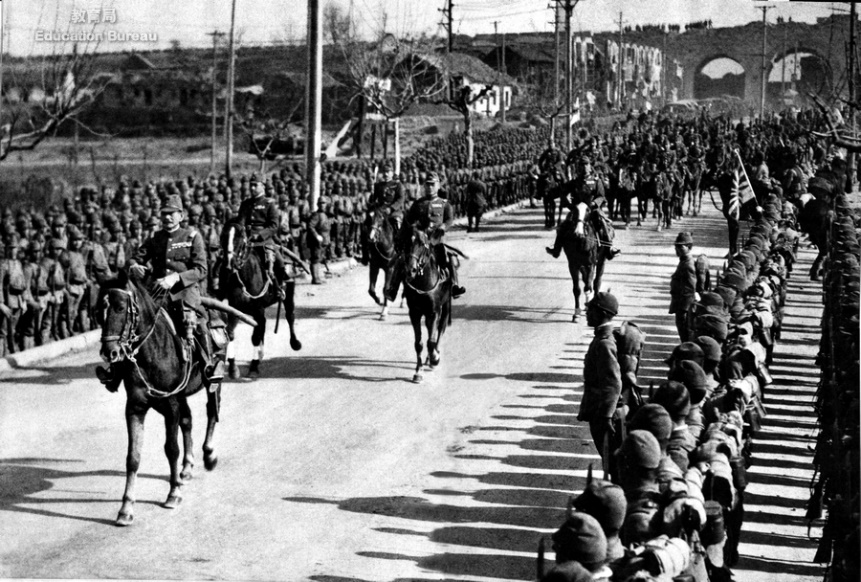 教育局
Education Bureau